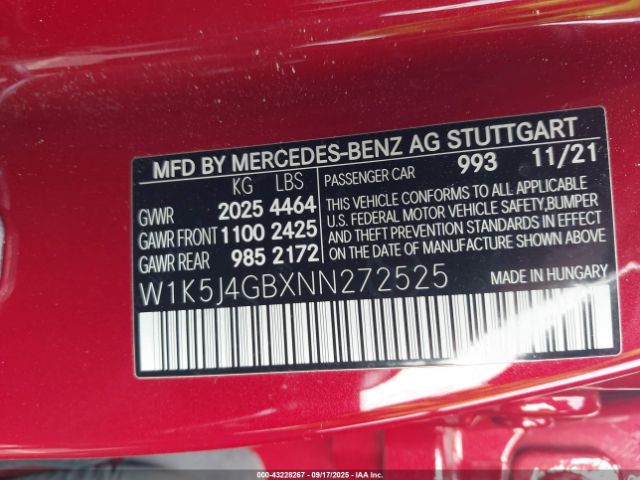 MFD BY MERCEDES-BENZ AG STUTTGART
KG LBS
GVWR 2025 4464
GAWR FRONT 1100 2425
GAWR REAR 985 2172
PASSENGER CAR 993 11/21
THIS VEHICLE CONFORMS TO ALL APPLICABLE
U.S. FEDERAL MOTOR VEHICLE SAFETY,BUMPER
AND THEFT PREVENTION STANDARDS IN EFFECT
ON THE DATE OF MANUFACTURE SHOWN ABOVE.
W1K5J4GBXNN272525
MADE IN HUNGARY
000-43228267 - 09/17/2025 - IAAI.COM